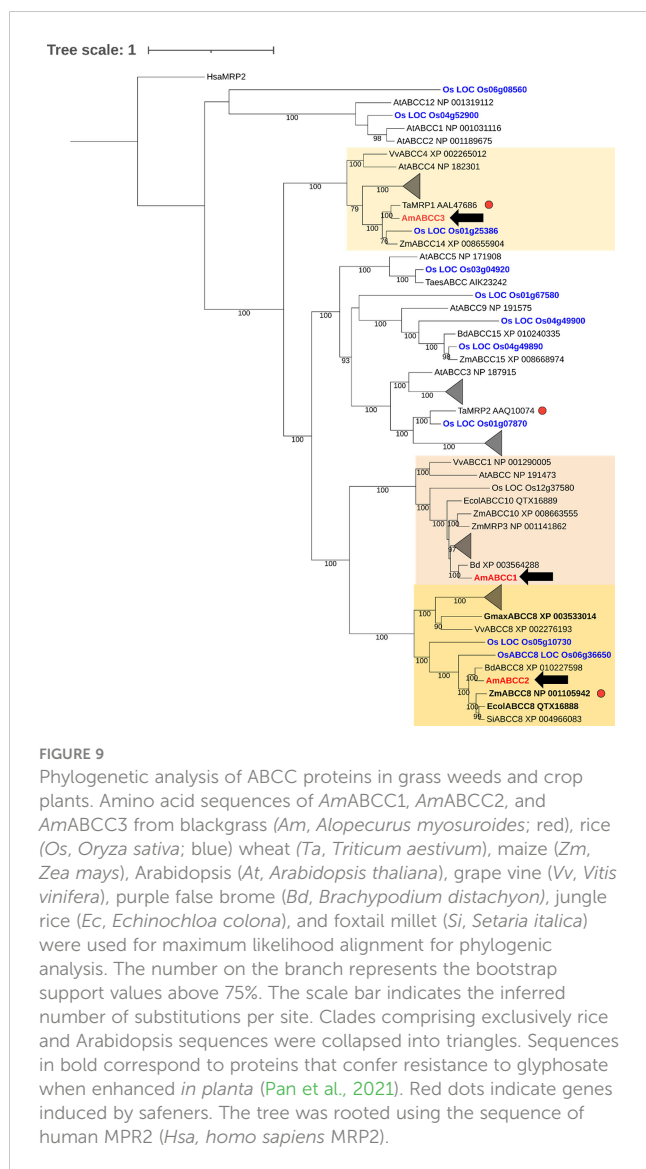 Tree scale: 1
HsaMRP2
Os LOC Os06g08560
AtABCC12 NP 001319112
100
Os LOC Os04g52900
AtABCC1 NP 001031116
98
AtABCC2 NP 001189675
VvABCC4 XP 002265012
100
AtABCC4 NP 182301
100
100
79
TaMRP1 AAL47686
100
AmABCC3
Os LOC Os01g25386
76
ZmABCC14 XP 008655904
AtABCC5 NP 171908
100
Os LOC Os03g04920
100
TaesABCC AIK23242
Os LOC Os01g67580
100
AtABCC9 NP 191575
100
Os LOC Os04g49900
100
BdABCC15 XP 010240335
100
Os LOC Os04g49890
93
98
ZmABCC15 XP 008668974
AtABCC3 NP 187915
100
100
TaMRP2 AAQ10074
100
Os LOC Os01g07870
100
100
100
VvABCC1 NP 001290005
100
AtABCC NP 191473
100
Os LOC Os12g37580
EcolABCC10 QTX16889
100
ZmABCC10 XP 008663555
100
100
ZmMRP3 NP 001141862
97
Bd XP 003564288
100
AmABCC1
100
100
GmaxABCC8 XP 003533014
90
VvABCC8 XP 002276193
100
Os LOC Os05g10730
100
OsABCC8 LOC Os06g36650
BdABCC8 XP 010227598
100
AmABCC2
100
ZmABCC8 NP 001105942
100
EcolABCC8 QTX16888
99
SiABCC8 XP 004966083
FIGURE 9
Phylogenetic analysis of ABCC proteins in grass weeds and crop
plants. Amino acid sequences of AmABCC1, AmABCC2, and
AmABCC3 from blackgrass (Am, Alopecurus myosuroides; red), rice
(Os, Oryza sativa; blue) wheat (Ta, Triticum aestivum), maize (Zm,
Zea mays), Arabidopsis (At, Arabidopsis thaliana), grape vine (Vv, Vitis
vinifera), purple false brome (Bd, Brachypodium distachyon), jungle
rice (Ec, Echinochloa colona), and foxtail millet (Si, Setaria italica)
were used for maximum likelihood alignment for phylogenic
analysis. The number on the branch represents the bootstrap
support values above 75%. The scale bar indicates the inferred
number of substitutions per site. Clades comprising exclusively rice
and Arabidopsis sequences were collapsed into triangles. Sequences
in bold correspond to proteins that confer resistance to glyphosate
when enhanced in planta (Pan et al., 2021). Red dots indicate genes
induced by safeners. The tree was rooted using the sequence of
human MPR2 (Hsa, homo sapiens MRP2).